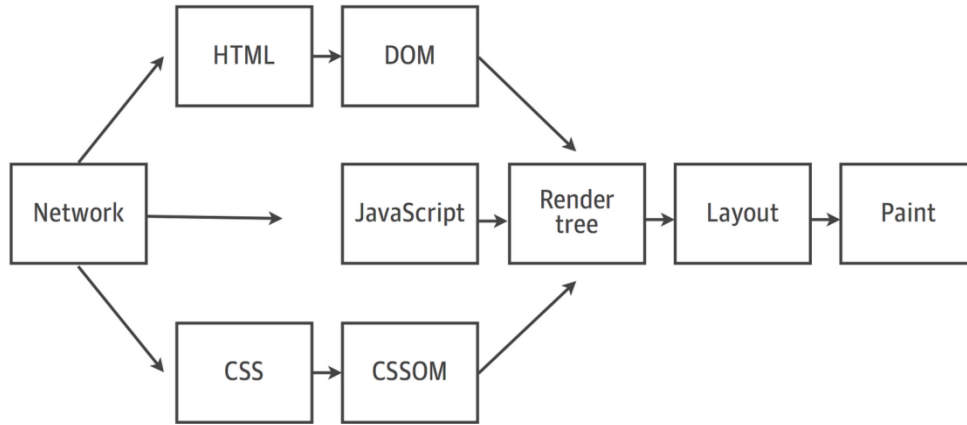 HTML
DOM
Network
JavaScript
Render
tree
Layout
Paint
CSS
CSSOM